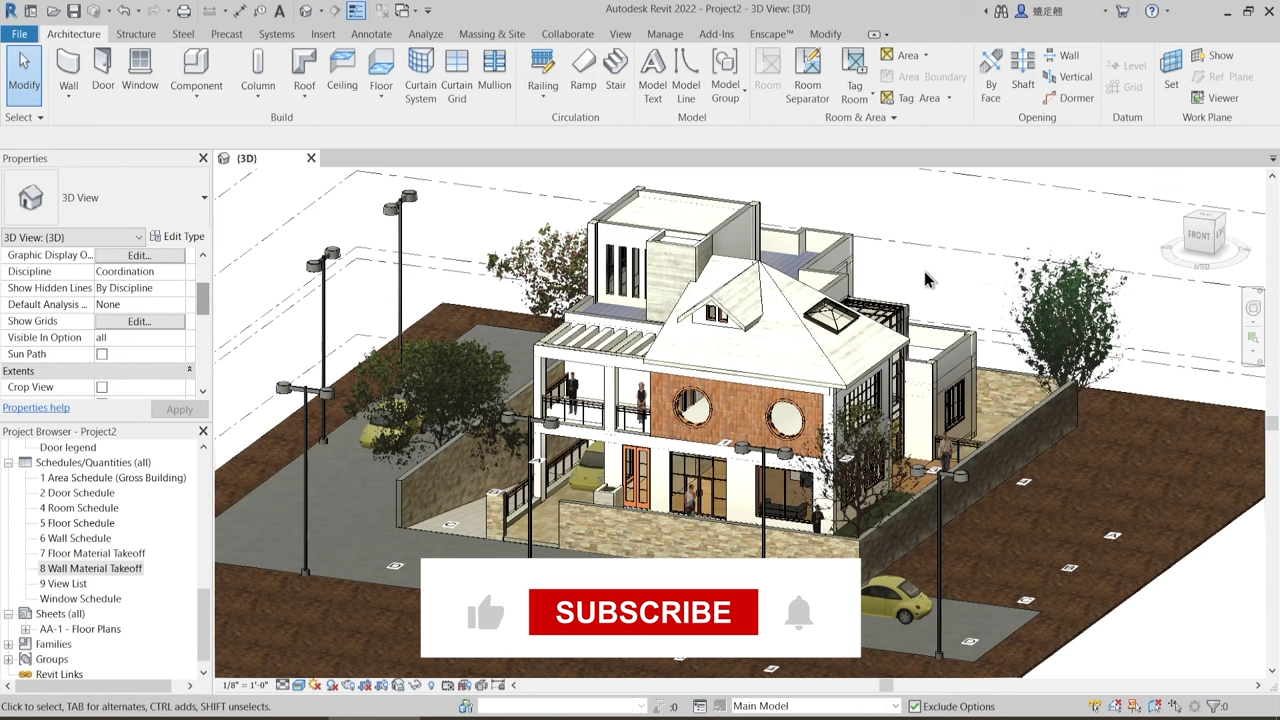 Autodesk Revit 2022 - Project2 - 3D View: {3D}
File Architecture Structure Steel Precast Systems Insert Annotate Analyze Massing & Site Collaborate View Manage Add-Ins Enscape™ Modify
Modify Wall Door Window Component Column Roof Ceiling Floor Curtain System Curtain Grid Mullion Railing Ramp Stair Model Text Model Line Model Group Room Room Separator Tag Room
Area
Area Boundary
Tag Area
By Face Shaft
Wall
Vertical
Dormer
Level
Grid
Set
Show
Ref Plane
Viewer
Select Build Circulation Model Room & Area Opening Datum Work Plane
Properties
{3D}
3D View
3D View: {3D} Edit Type
Graphic Display O... Edit...
Discipline Coordination
Show Hidden Lines By Discipline
Default Analysis ... None
Show Grids Edit...
Visible In Option all
Sun Path
Extents
Crop View
Properties help Apply
Project Browser - Project2
Door legend
Schedules/Quantities (all)
1 Area Schedule (Gross Building)
2 Door Schedule
4 Room Schedule
5 Floor Schedule
6 Wall Schedule
7 Floor Material Takeoff
8 Wall Material Takeoff
9 View List
Window Schedule
Sheets (all)
AA-1 - Floor Plans
Families
Groups
Revit Links
FRONT
SUBSCRIBE
1/8" = 1'-0"
Click to select, TAB for alternates, CTRL adds, SHIFT unselects.
:0
Main Model
Exclude Options
:0